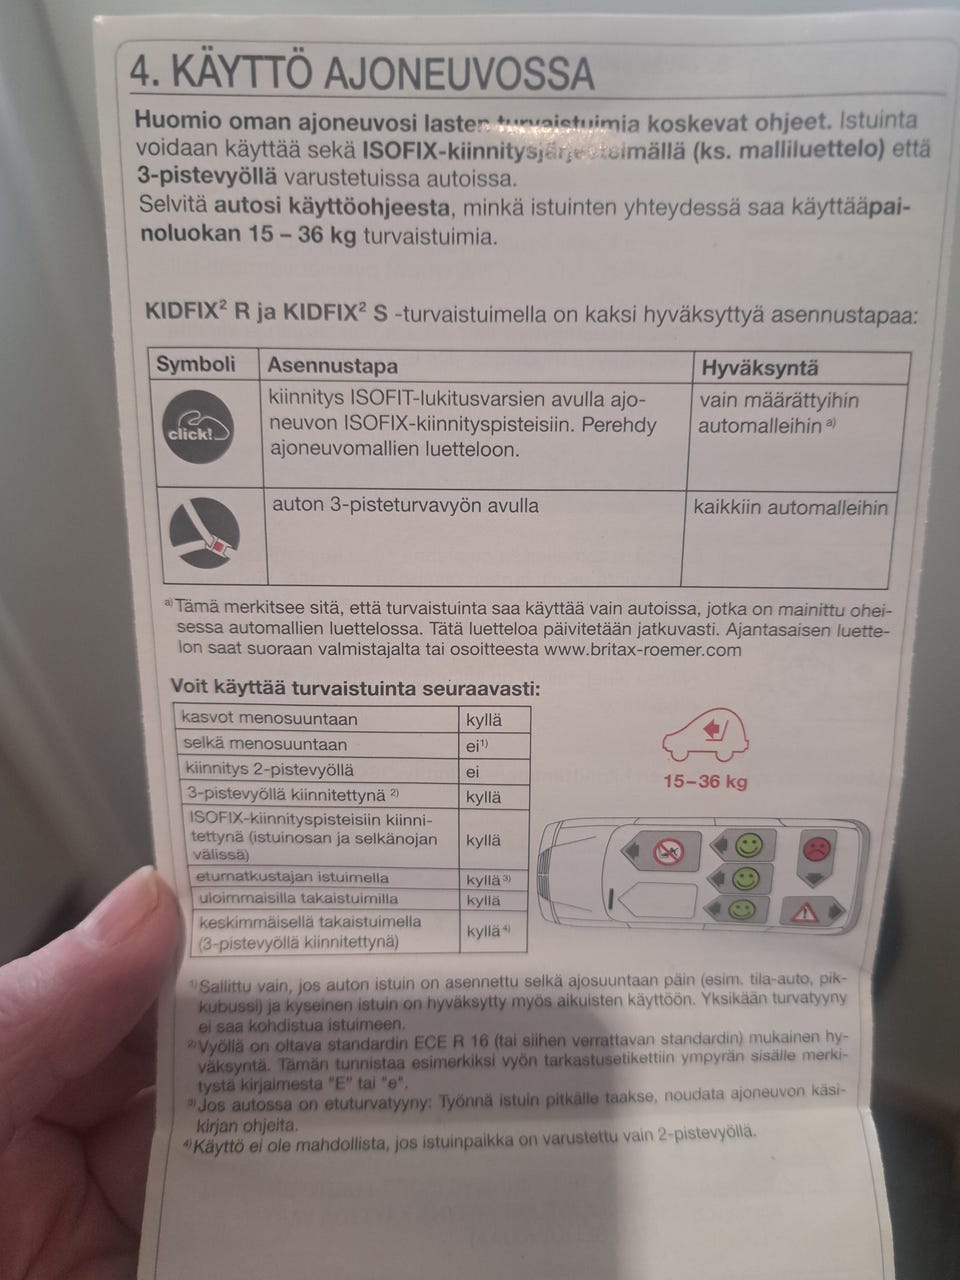 4. KÄYTTÖ AJONEUVOSSA
Huomio oman ajoneuvosi lasten turvaistuimia koskevat ohjeet. Istuinta
voidaan käyttää sekä ISOFIX-kiinnitysjärjestelmällä (ks. malliluettelo) että
3-pistevyöllä varustetuissa autoissa.
Selvitä autosi käyttöohjeesta, minkä istuinten yhteydessä saa käyttääpai-
noluokan 15 – 36 kg turvaistuimia.
KIDFIX² R ja KIDFIX² S -turvaistuimella on kaksi hyväksyttyä asennustapaa:
Symboli Asennustapa Hyväksyntä
click!
kiinnitys ISOFIT-lukitusvarsien avulla ajo-
neuvon ISOFIX-kiinnityspisteisiin. Perehdy
ajoneuvomallien luetteloon.
vain määrättyihin
automalleihin a)
auton 3-pisteturvavyön avulla
kaikkiin automalleihin
a) Tämä merkitsee sitä, että turvaistuinta saa käyttää vain autoissa, jotka on mainittu ohei-
sessa automallien luettelossa. Tätä luetteloa päivitetään jatkuvasti. Ajantasaisen luette-
lon saat suoraan valmistajalta tai osoitteesta www.britax-roemer.com
Voit käyttää turvaistuinta seuraavasti:
kasvot menosuuntaan kyllä
selkä menosuuntaan ei 1)
kiinnitys 2-pistevyöllä ei
3-pistevyöllä kiinnitettynä 2) kyllä
ISOFIX-kiinnityspisteisiin kiinni-
tettynä (istuinosan ja selkänojan
välissä)
kyllä
etumatkustajan istuimella kyllä 3)
uloimmaisilla takaistuimilla kyllä
keskimmäisellä takaistuimella
(3-pistevyöllä kiinnitettynä)
kyllä 4)
15–36 kg
1) Sallittu vain, jos auton istuin on asennettu selkä ajosuuntaan päin (esim. tila-auto, pik-
kubussi) ja kyseinen istuin on hyväksytty myös aikuisten käyttöön. Yksikään turvatyyny
ei saa kohdistua istuimeen.
2) Vyöllä on oltava standardin ECE R 16 (tai siihen verrattavan standardin) mukainen hy-
väksyntä. Tämän tunnistaa esimerkiksi vyön tarkastusetikettiin ympyrän sisälle merki-
tystä kirjaimesta "E" tai "e".
3) Jos autossa on etuturvatyyny: Työnnä istuin pitkälle taakse, noudata ajoneuvon käsi-
kirjan ohjeita.
4) Käyttö ei ole mahdollista, jos istuinpaikka on varustettu vain 2-pistevyöllä.